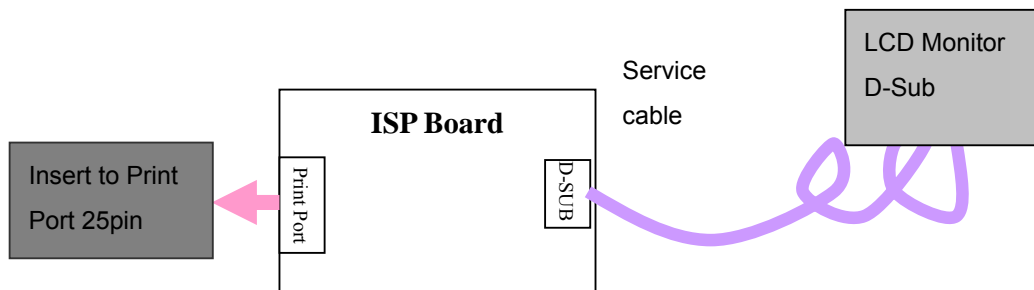 Insert to Print
Port 25pin
ISP Board
Print Port
D-SUB
Service
cable
LCD Monitor
D-Sub